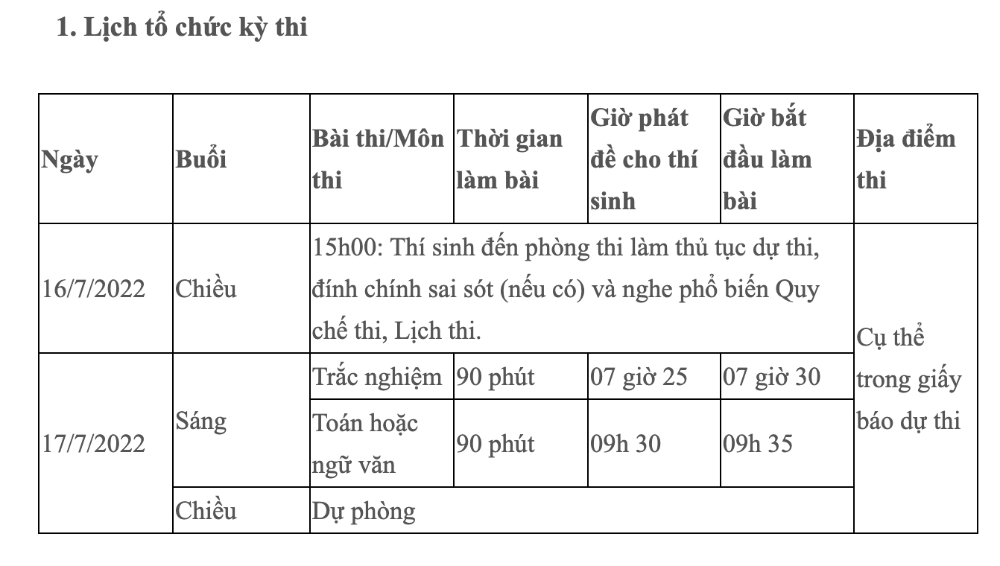 1. Lịch tổ chức kỳ thi
Ngày
Buổi
Bài thi/Môn
thi
Thời gian
làm bài
Giờ phát
đề cho thí
sinh
Giờ bắt
đầu làm
bài
Địa điểm
thi
16/7/2022
Chiều
15h00: Thí sinh đến phòng thi làm thủ tục dự thi,
đính chính sai sót (nếu có) và nghe phổ biến Quy
chế thi, Lịch thi.
Cụ thể
trong giấy
báo dự thi
17/7/2022
Sáng
Trắc nghiệm
90 phút
07 giờ 25
07 giờ 30
Toán hoặc
ngữ văn
90 phút
09h 30
09h 35
Chiều
Dự phòng